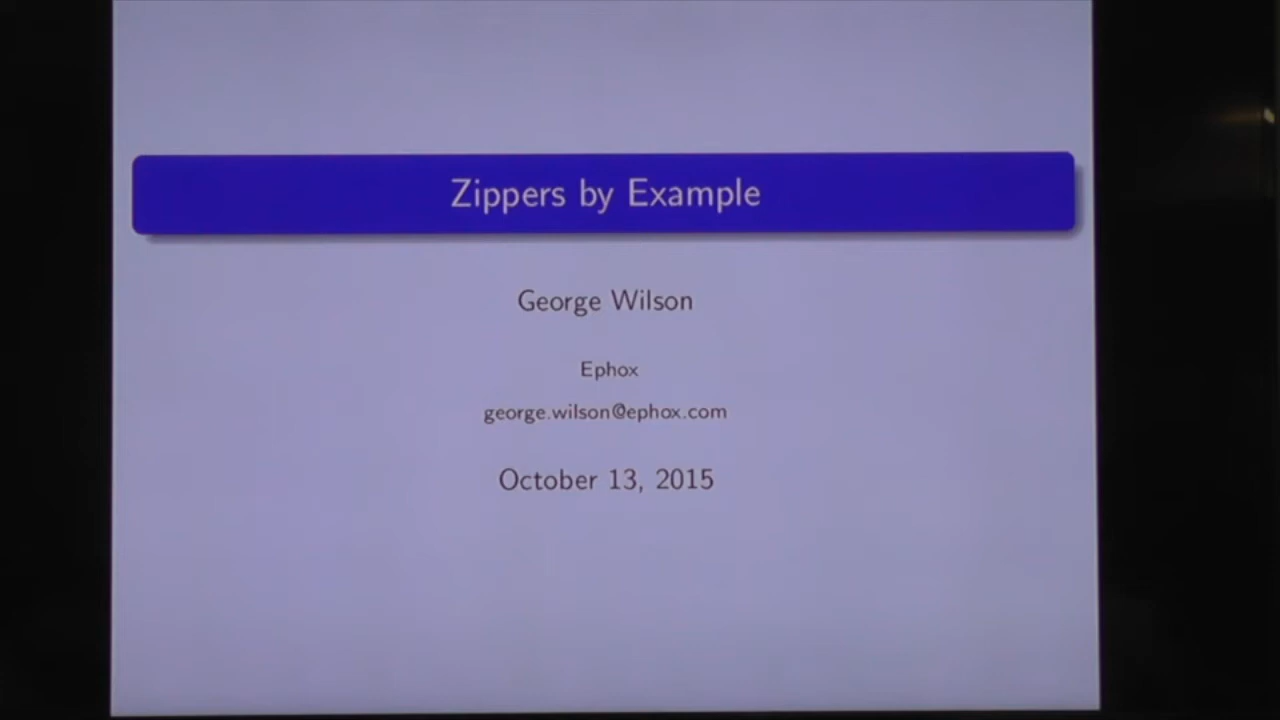 Zippers by Example
George Wilson
Ephox
george.wilson@ephox.com
October 13, 2015